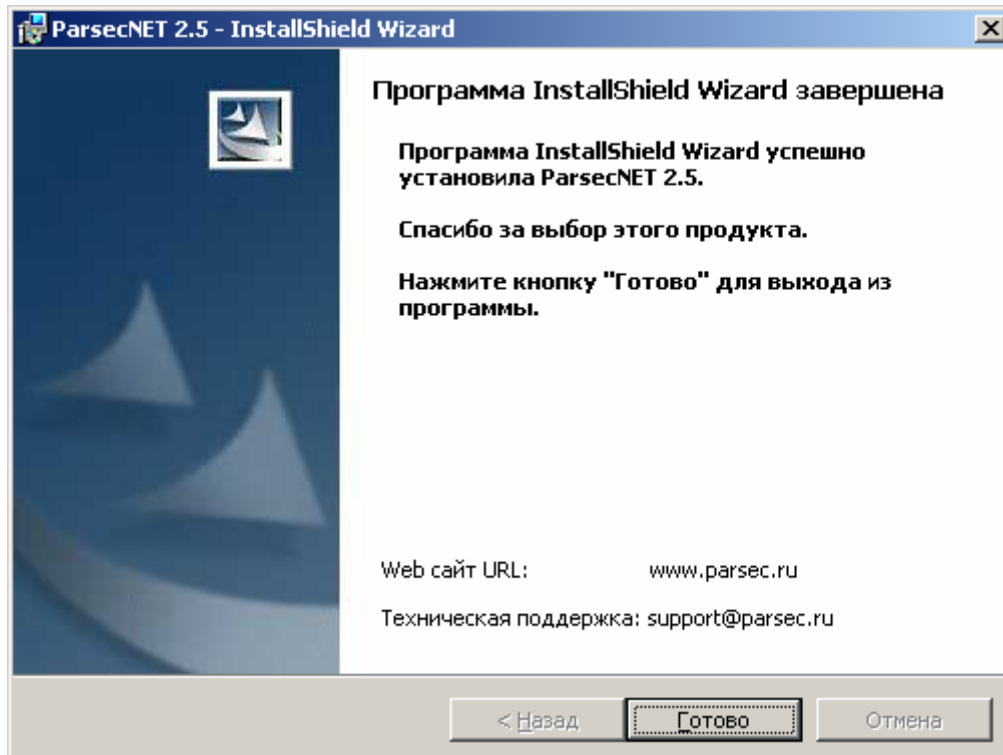 ParsecNET 2.5 - InstallShield Wizard
Программа InstallShield Wizard завершена
Программа InstallShield Wizard успешно
установила ParsecNET 2.5.
Спасибо за выбор этого продукта.
Нажмите кнопку "Готово" для выхода из
программы.
Web сайт URL: www.parsec.ru
Техническая поддержка: support@parsec.ru
< Назад Готово Отмена